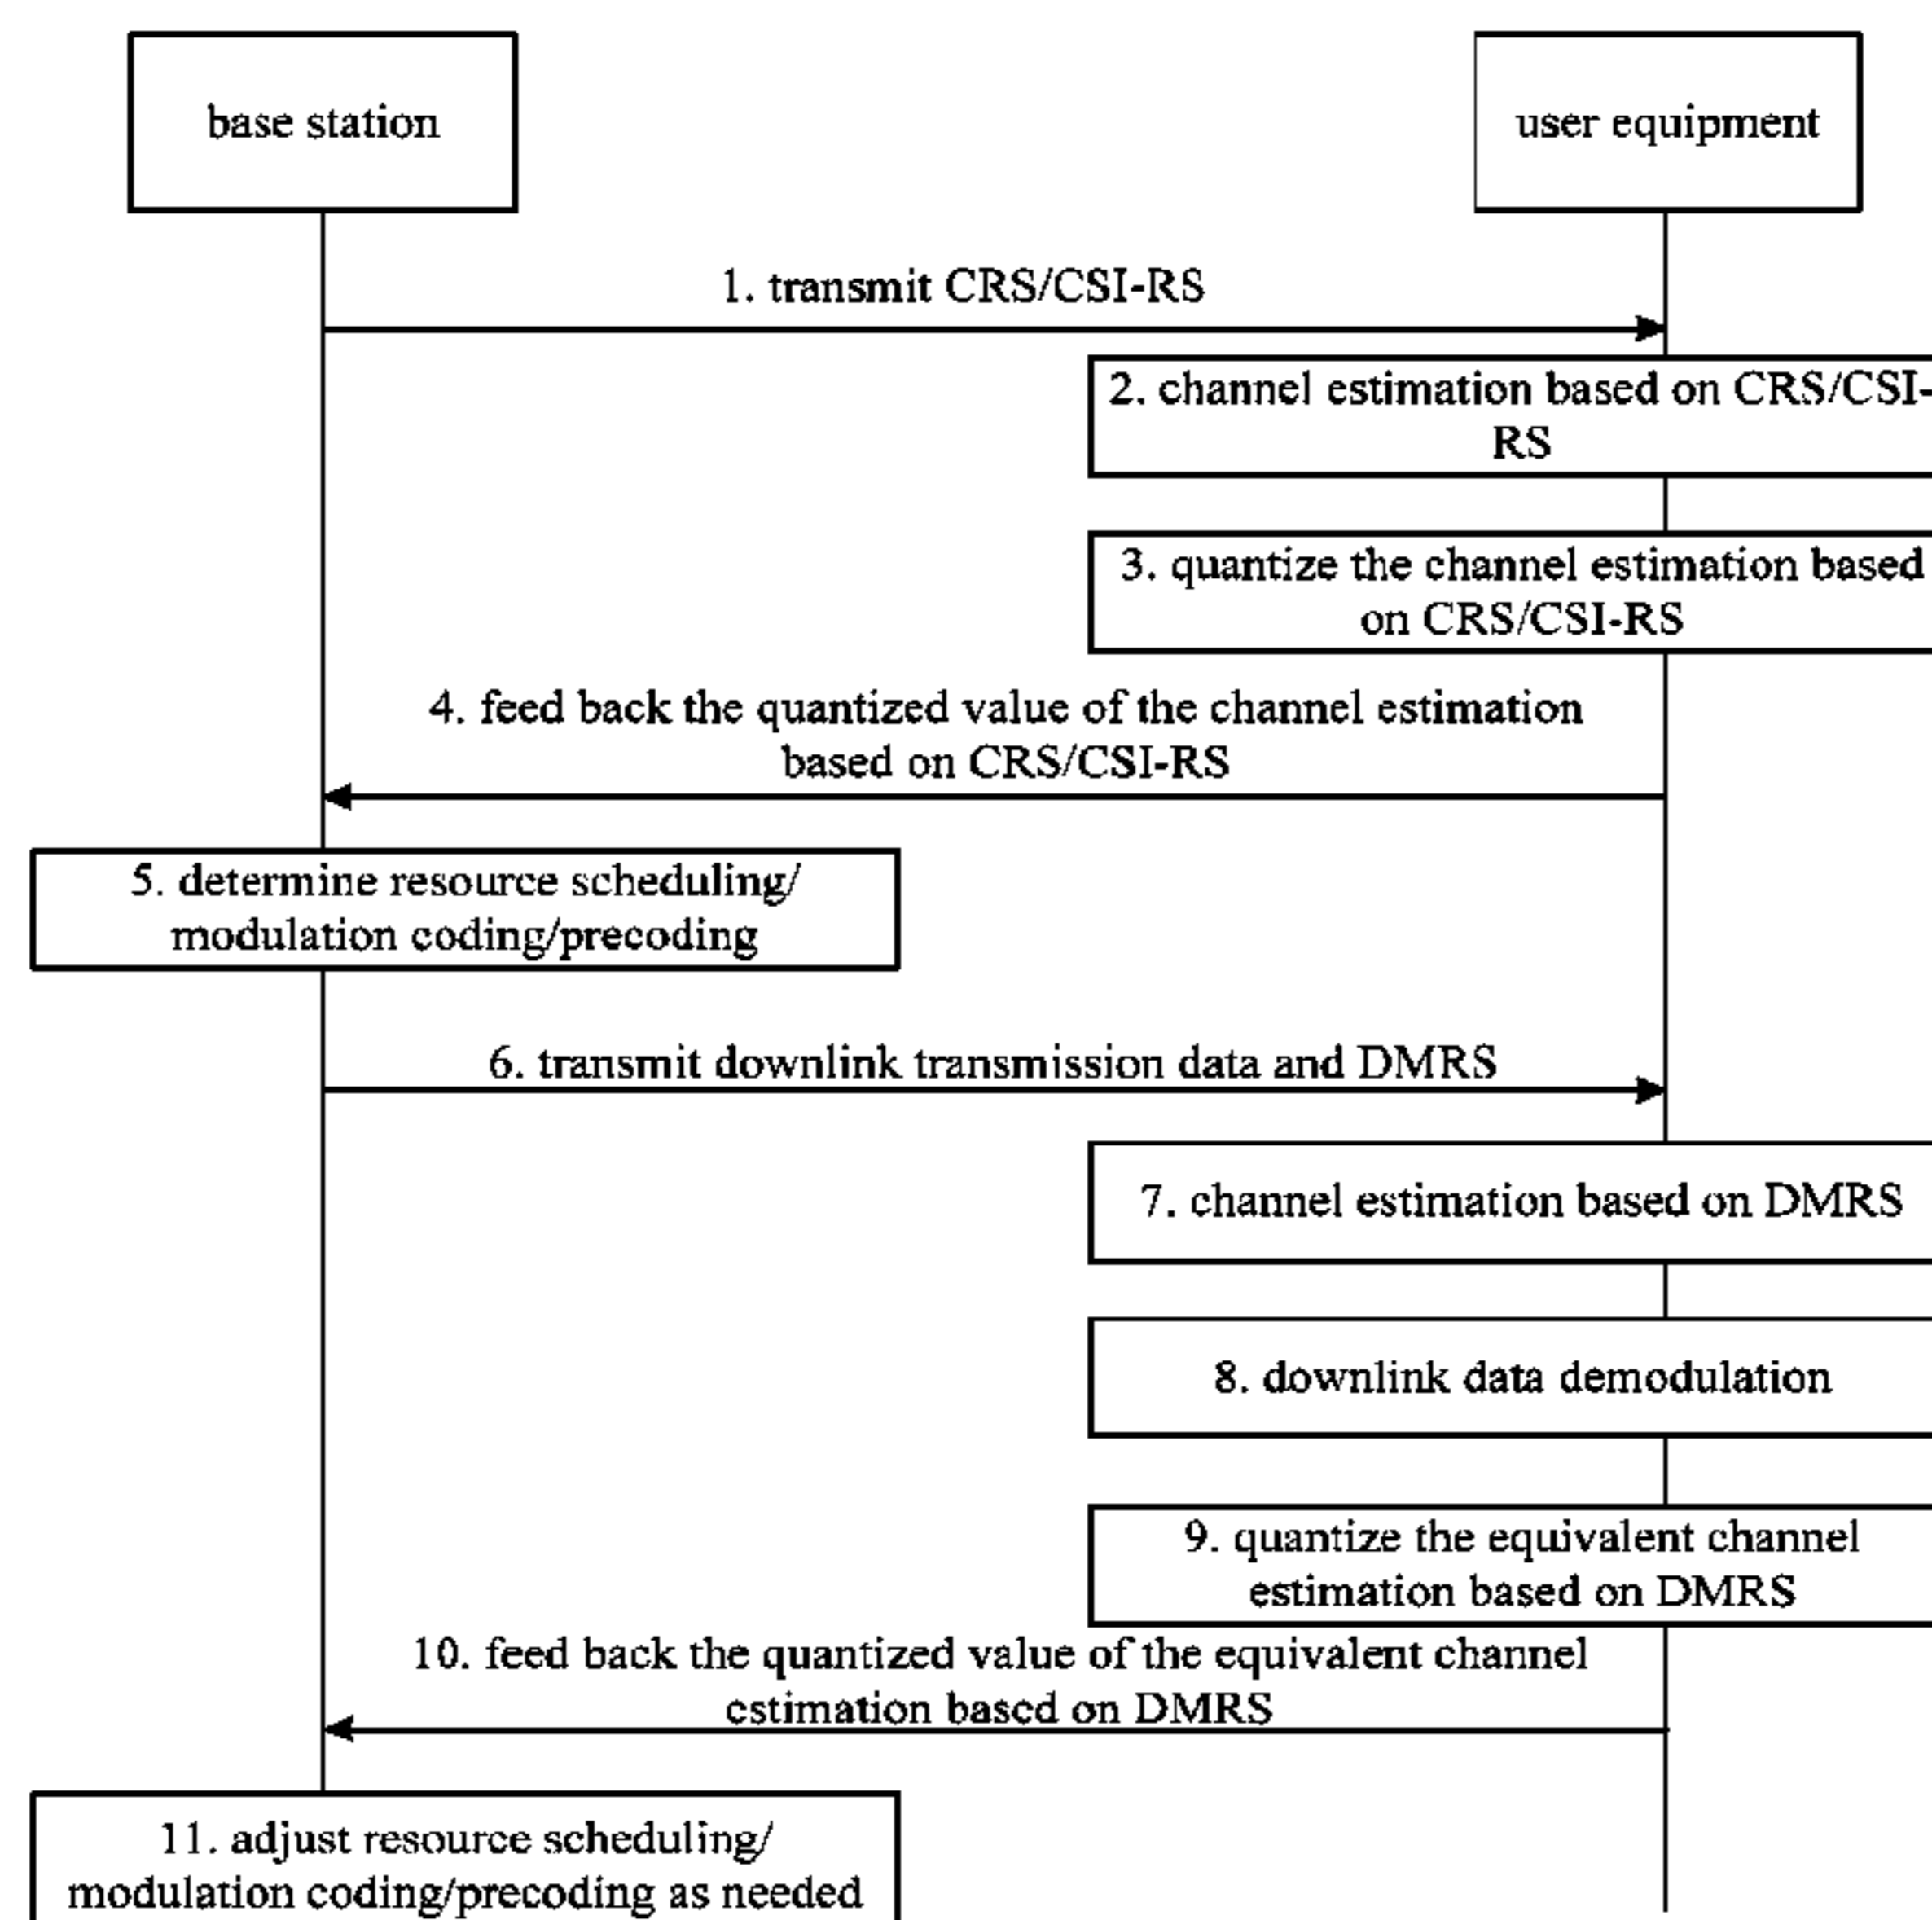 base station
user equipment
1. transmit CRS/CSI-RS
2. channel estimation based on CRS/CSI-
RS
3. quantize the channel estimation based
on CRS/CSI-RS
4. feed back the quantized value of the channel estimation
based on CRS/CSI-RS
5. determine resource scheduling/
modulation coding/precoding
6. transmit downlink transmission data and DMRS
7. channel estimation based on DMRS
8. downlink data demodulation
9. quantize the equivalent channel
estimation based on DMRS
10. feed back the quantized value of the equivalent channel
estimation based on DMRS
11. adjust resource scheduling/
modulation coding/precoding as needed